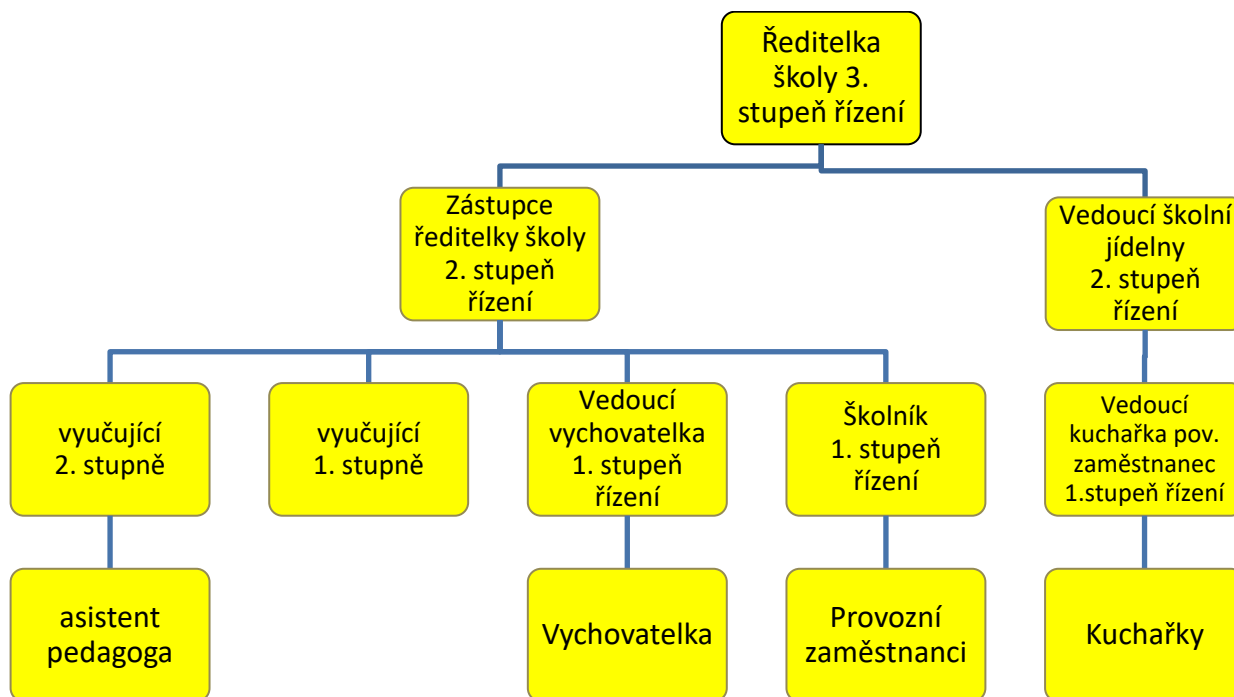 Ředitelka
školy 3.
stupeň řízení
Zástupce
ředitelky školy
2. stupeň
řízení
Vedoucí školní
jídelny
2. stupeň
řízení
vyučující
2. stupně
vyučující
1. stupně
Vedoucí
vychovatelka
1. stupeň
řízení
Školník
1. stupeň
řízení
Vedoucí
kuchařka pov.
zaměstnanec
1.stupeň řízení
asistent
pedagoga
Vychovatelka
Provozní
zaměstnanci
Kuchařky